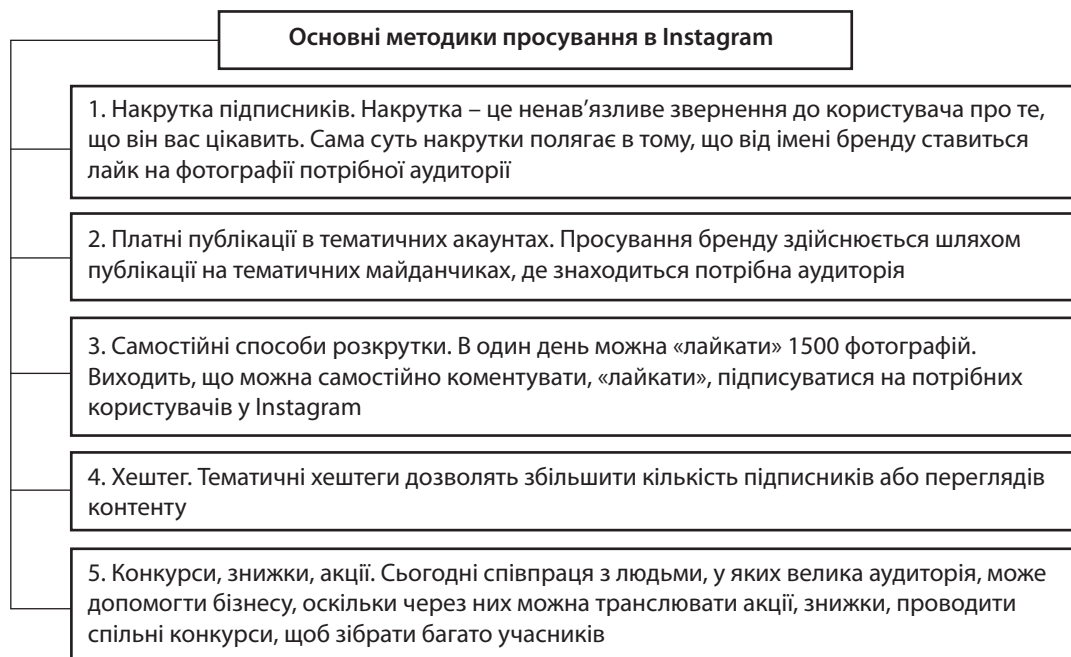 Основні методики просування в Instagram
1. Накрутка підписників. Накрутка – це ненав’язливе звернення до користувача про те,
що він вас цікавить. Сама суть накрутки полягає в тому, що від імені бренду ставиться
лайк на фотографії потрібної аудиторії
2. Платні публікації в тематичних акаунтах. Просування бренду здійснюється шляхом
публікації на тематичних майданчиках, де знаходиться потрібна аудиторія
3. Самостійні способи розкрутки. В один день можна «лайкати» 1500 фотографій.
Виходить, що можна самостійно коментувати, «лайкати», підписуватися на потрібних
користувачів у Instagram
4. Хештег. Тематичні хештеги дозволять збільшити кількість підписників або переглядів
контенту
5. Конкурси, знижки, акції. Сьогодні співпраця з людьми, у яких велика аудиторія, може
допомогти бізнесу, оскільки через них можна транслювати акції, знижки, проводити
спільні конкурси, щоб зібрати багато учасників